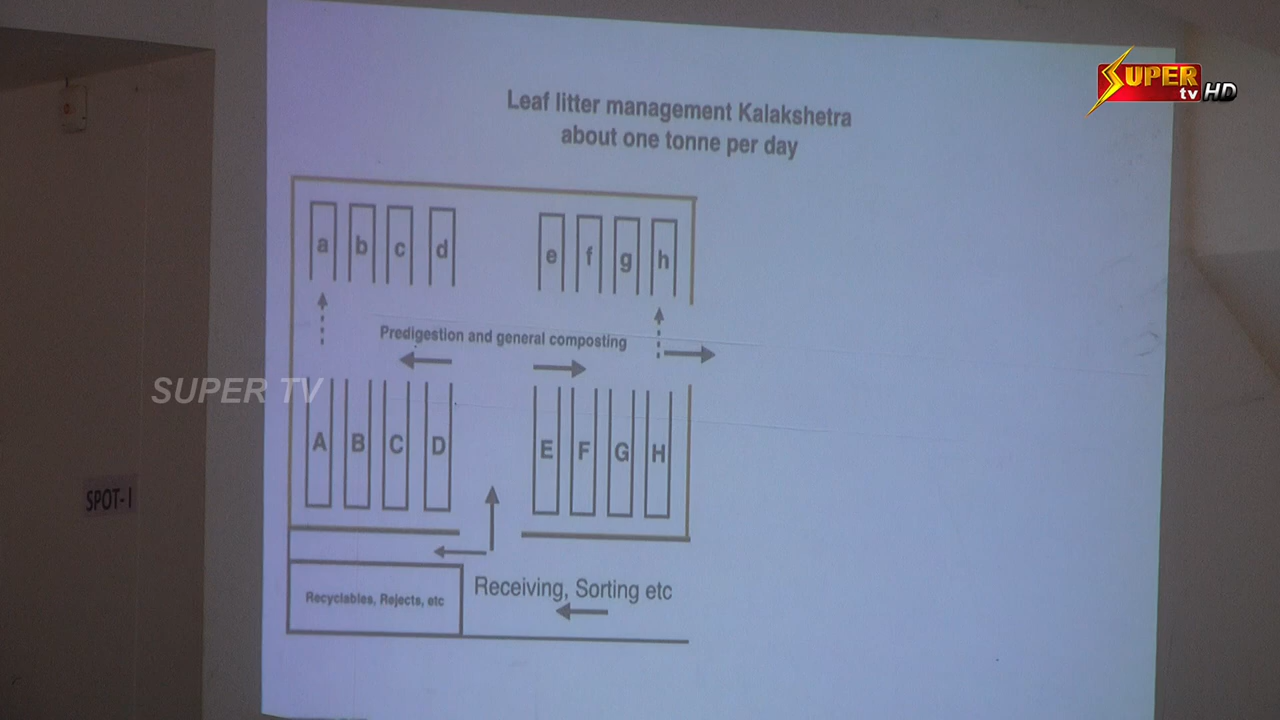 SUPER
tv HD
Leaf litter management Kalakshetra
about one tonne per day
a b c d e f g h
Predigestion and general composting
SUPER TV
A B C D E F G H
SPOT-I
Receiving, Sorting etc
Recyclables, Rejects, etc